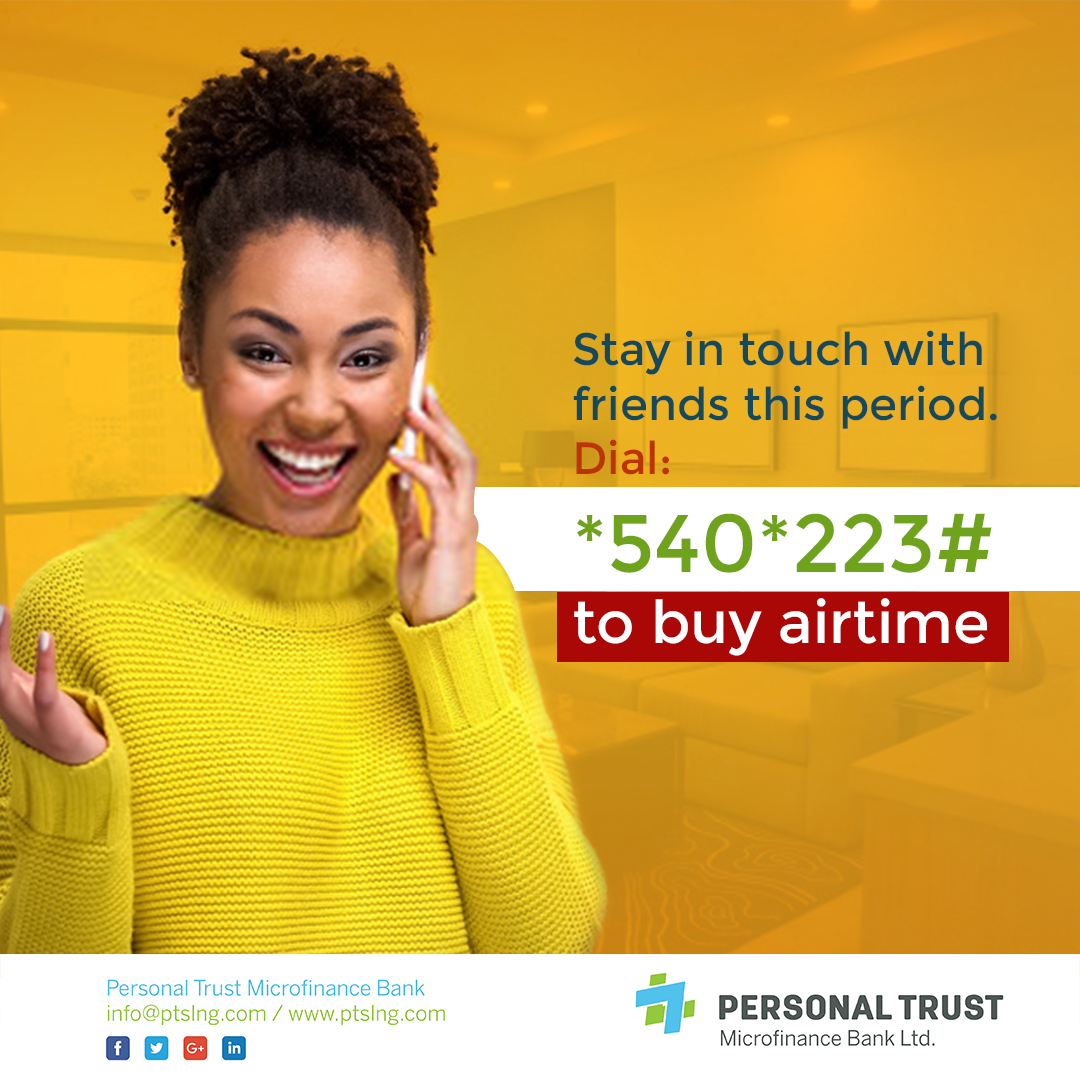 Stay in touch with
friends this period.
Dial:
*540*223#
to buy airtime
Personal Trust Microfinance Bank
info@ptslng.com / www.ptslng.com
f G+ in
PERSONAL TRUST
Microfinance Bank Ltd.